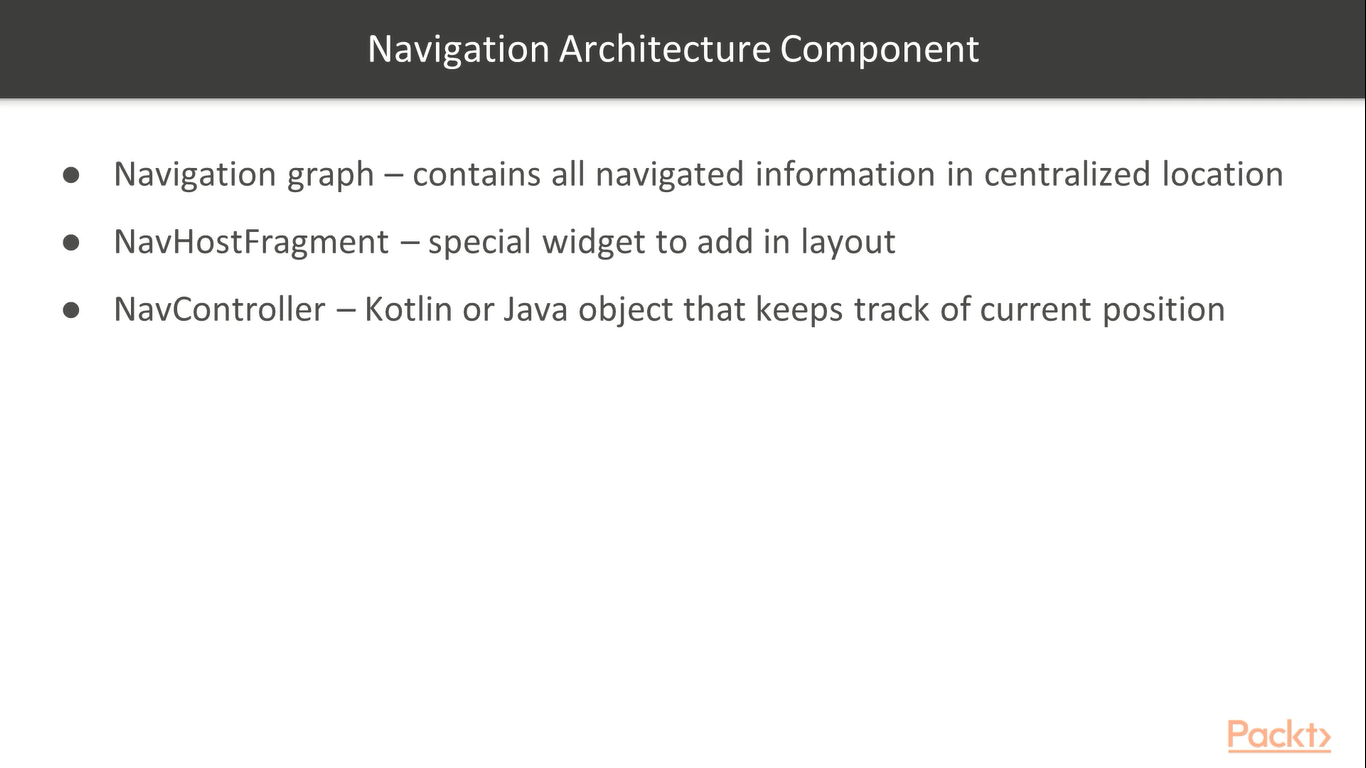 Navigation Architecture Component
● Navigation graph – contains all navigated information in centralized location
● NavHostFragment – special widget to add in layout
● NavController – Kotlin or Java object that keeps track of current position
Packt>